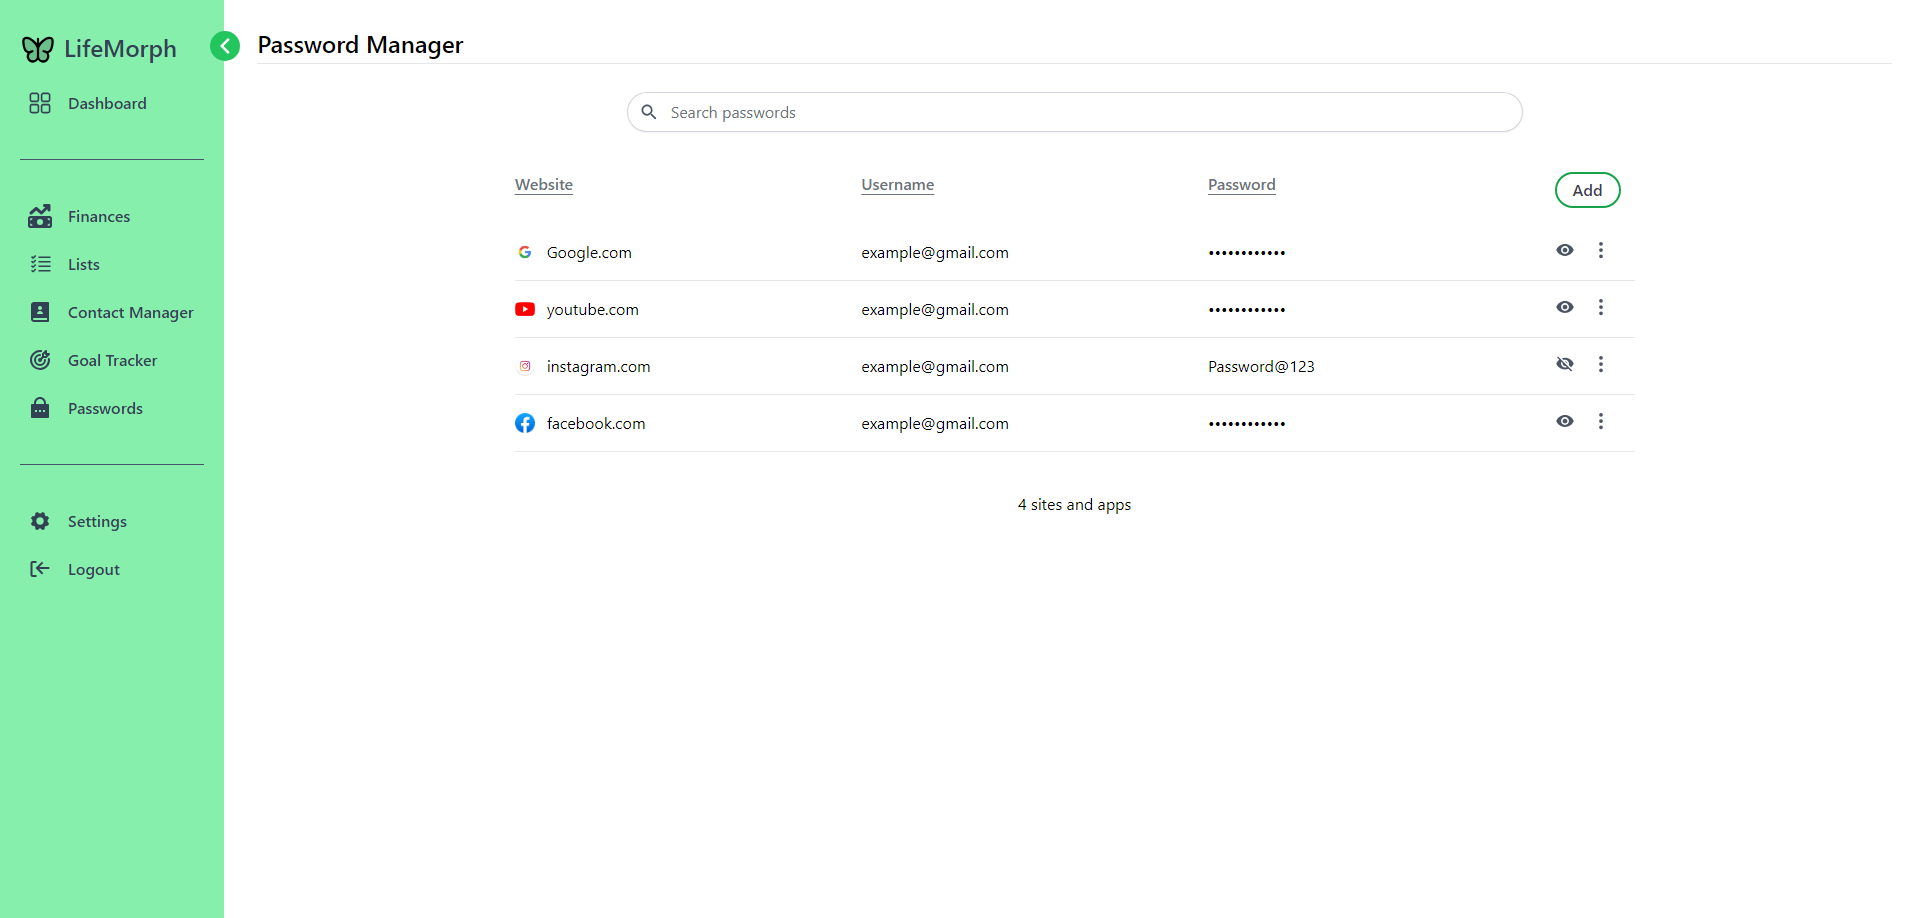 LifeMorph
Password Manager
Dashboard
Search passwords
Website Username Password Add
Finances
Lists
Contact Manager
Goal Tracker
Passwords
Settings
Logout
Google.com example@gmail.com ••••••••••••
youtube.com example@gmail.com ••••••••••••
instagram.com example@gmail.com Password@123
facebook.com example@gmail.com ••••••••••••
4 sites and apps